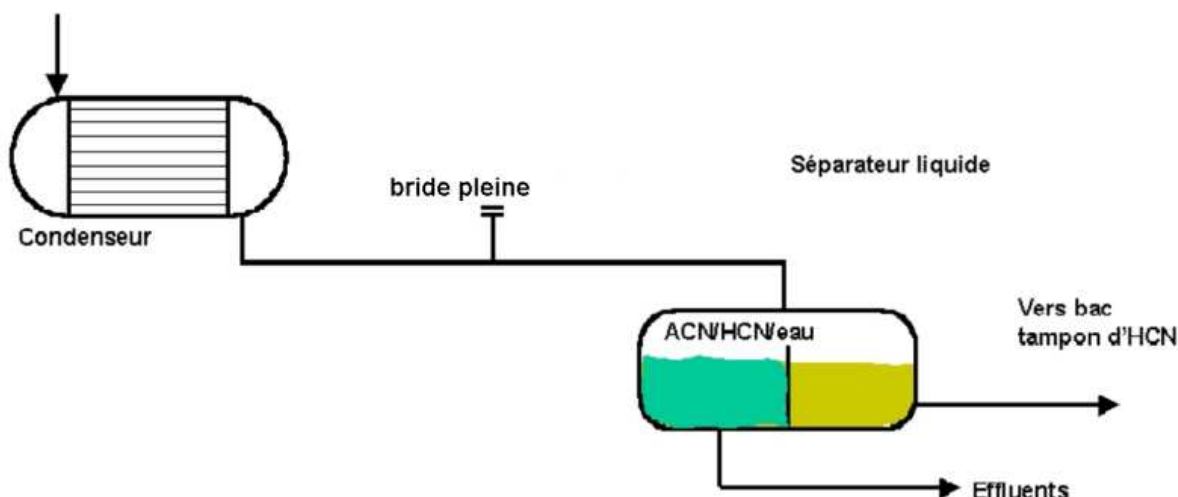 bride pleine
Séparateur liquide
Condenseur
ACN/HCN/eau
Vers bac
tampon d'HCN
Effluents